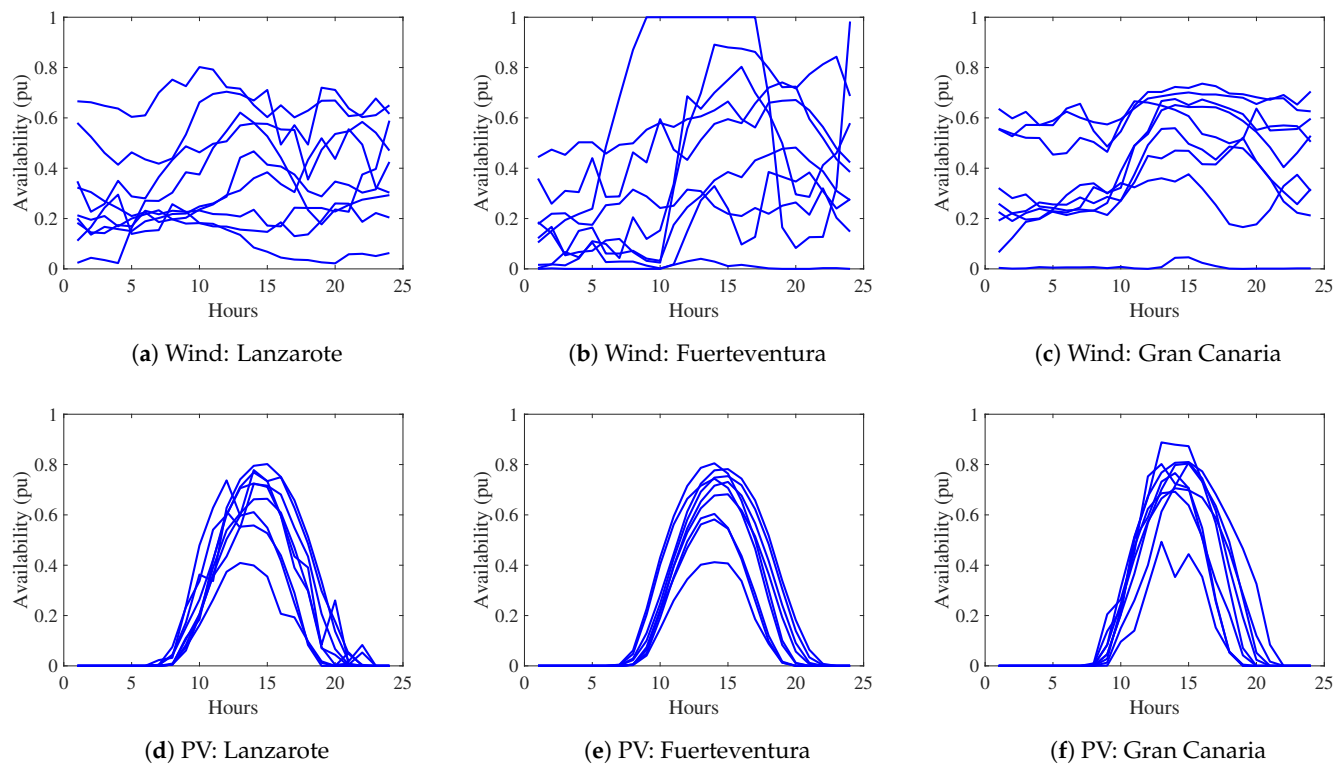 1
0.8
0.6
0.4
0.2
0
Availability (pu)
0 5 10 15 20 25
Hours
(a) Wind: Lanzarote
1
0.8
0.6
0.4
0.2
0
Availability (pu)
0 5 10 15 20 25
Hours
(b) Wind: Fuerteventura
1
0.8
0.6
0.4
0.2
0
Availability (pu)
0 5 10 15 20 25
Hours
(c) Wind: Gran Canaria
1
0.8
0.6
0.4
0.2
0
Availability (pu)
0 5 10 15 20 25
Hours
(d) PV: Lanzarote
1
0.8
0.6
0.4
0.2
0
Availability (pu)
0 5 10 15 20 25
Hours
(e) PV: Fuerteventura
1
0.8
0.6
0.4
0.2
0
Availability (pu)
0 5 10 15 20 25
Hours
(f) PV: Gran Canaria